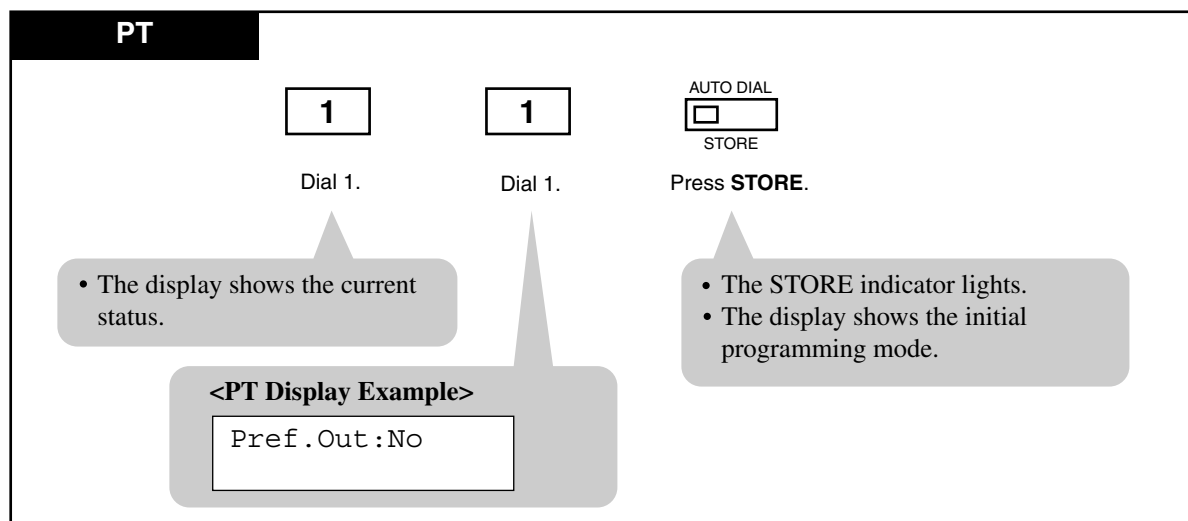 PT
1
1
AUTO DIAL
STORE
Dial 1.
Dial 1.
Press STORE.
• The display shows the current
status.
• The STORE indicator lights.
• The display shows the initial
programming mode.
<PT Display Example>
Pref.Out:No